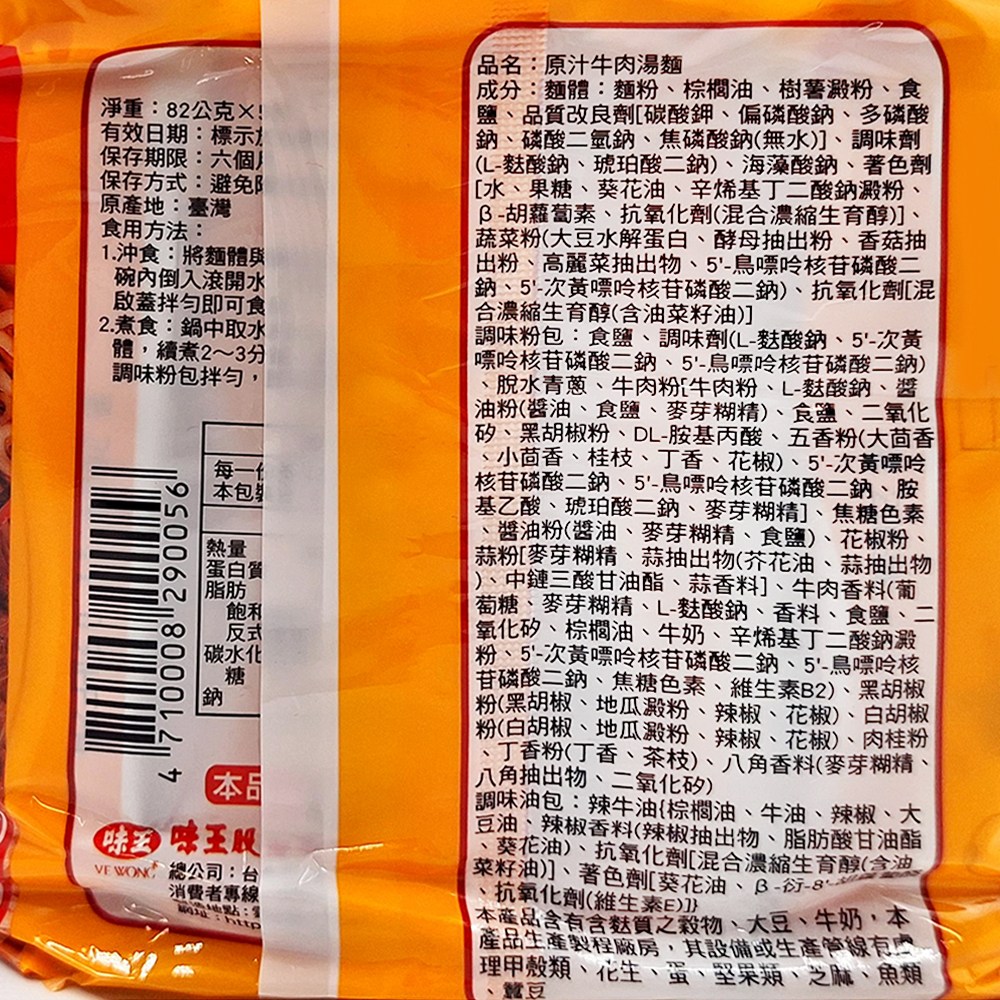 淨重：82公克×5
有效日期：標示於
保存期限：六個月
保存方式：避免
原產地：臺灣
食用方法：
1.沖食：將麵體與
碗內倒入滾開水
啟蓋拌勻即可食
2.煮食：鍋中取水
體，續煮2～3分
調味粉包拌勻，
每一份
本包裝
熱量
蛋白質
脂肪
飽和
反式
碳水化
糖
鈉
4 710008 290056
本品
味王 味王股
VE WONG 總公司：台
消費者專線
網址：http
品名：原汁牛肉湯麵
成分：麵體：麵粉、棕櫚油、樹薯澱粉、食
鹽、品質改良劑[碳酸鉀、偏磷酸鈉、多磷酸
鈉、磷酸二氫鈉、焦磷酸鈉(無水)]、調味劑
(L-麩酸鈉、琥珀酸二鈉)、海藻酸鈉、著色劑
[水、果糖、葵花油、辛烯基丁二酸鈉澱粉、
β-胡蘿蔔素、抗氧化劑(混合濃縮生育醇)]、
蔬菜粉(大豆水解蛋白、酵母抽出粉、香菇抽
出粉、高麗菜抽出物、5'-鳥嘌呤核苷磷酸二
鈉、5'-次黃嘌呤核苷磷酸二鈉)、抗氧化劑[混
合濃縮生育醇(含油菜籽油)]
調味粉包：食鹽、調味劑(L-麩酸鈉、5'-次黃
嘌呤核苷磷酸二鈉、5'-鳥嘌呤核苷磷酸二鈉)
、脫水青蔥、牛肉粉[牛肉粉、L-麩酸鈉、醬
油粉(醬油、食鹽、麥芽糊精)、食鹽、二氧化
矽、黑胡椒粉、DL-胺基丙酸、五香粉(大茴香
、小茴香、桂枝、丁香、花椒)、5'-次黃嘌呤
核苷磷酸二鈉、5'-鳥嘌呤核苷磷酸二鈉、胺
基乙酸、琥珀酸二鈉、麥芽糊精]、焦糖色素
、醬油粉(醬油、麥芽糊精、食鹽)、花椒粉、
蒜粉[麥芽糊精、蒜抽出物(芥花油、蒜抽出物
)、中鏈三酸甘油酯、蒜香料]、牛肉香料(葡
萄糖、麥芽糊精、L-麩酸鈉、香料、食鹽、二
氧化矽、棕櫚油、牛奶、辛烯基丁二酸鈉澱
粉、5'-次黃嘌呤核苷磷酸二鈉、5'-鳥嘌呤核
苷磷酸二鈉、焦糖色素、維生素B2)、黑胡椒
粉(黑胡椒、地瓜澱粉、辣椒、花椒)、白胡椒
粉(白胡椒、地瓜澱粉、辣椒、花椒)、肉桂粉
、丁香粉(丁香、茶枝)、八角香料(麥芽糊精、
八角抽出物、二氧化矽)
調味油包：辣牛油{棕櫚油、牛油、辣椒、大
豆油、辣椒香料(辣椒抽出物、脂肪酸甘油酯
、葵花油)、抗氧化劑[混合濃縮生育醇(含油
菜籽油)]、著色劑[葵花油、β-衍-8'-
、抗氧化劑(維生素E)]}
本產品含有含麩質之穀物、大豆、牛奶，本
產品生產製程廠房，其設備或生產管線有處
理甲殼類、花生、蛋、堅果類、芝麻、魚類
、蕈豆